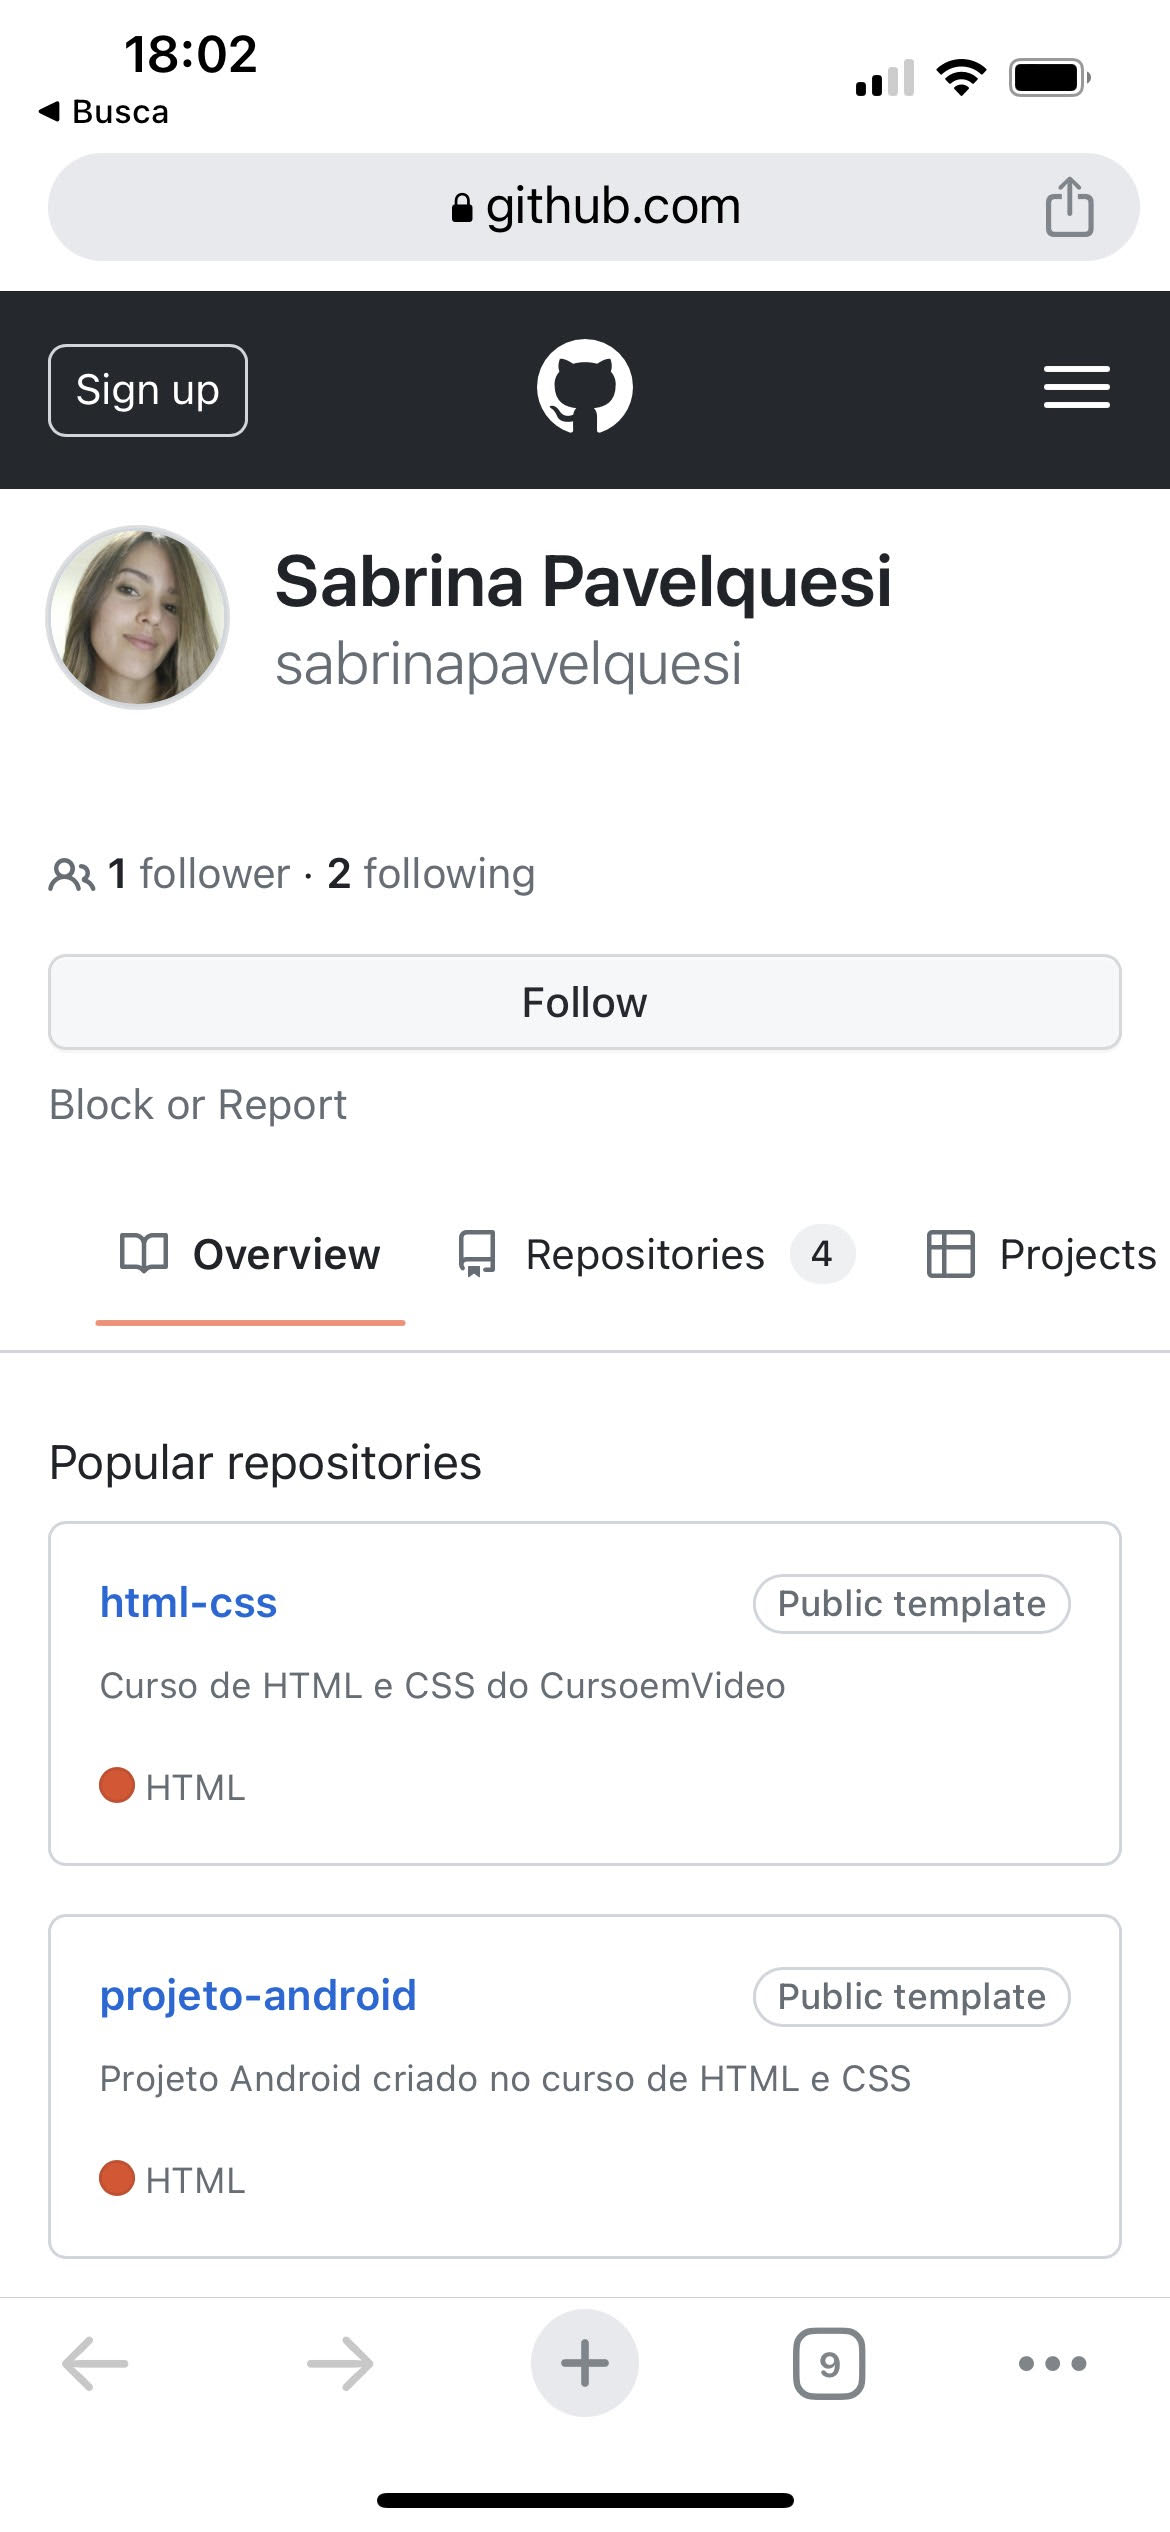 18:02
Busca
github.com
Sign up
Sabrina Pavelquesi
sabrinapavelquesi
1 follower · 2 following
Follow
Block or Report
Overview Repositories 4 Projects
Popular repositories
html-css Public template
Curso de HTML e CSS do CursoemVideo
HTML
projeto-android Public template
Projeto Android criado no curso de HTML e CSS
HTML
9